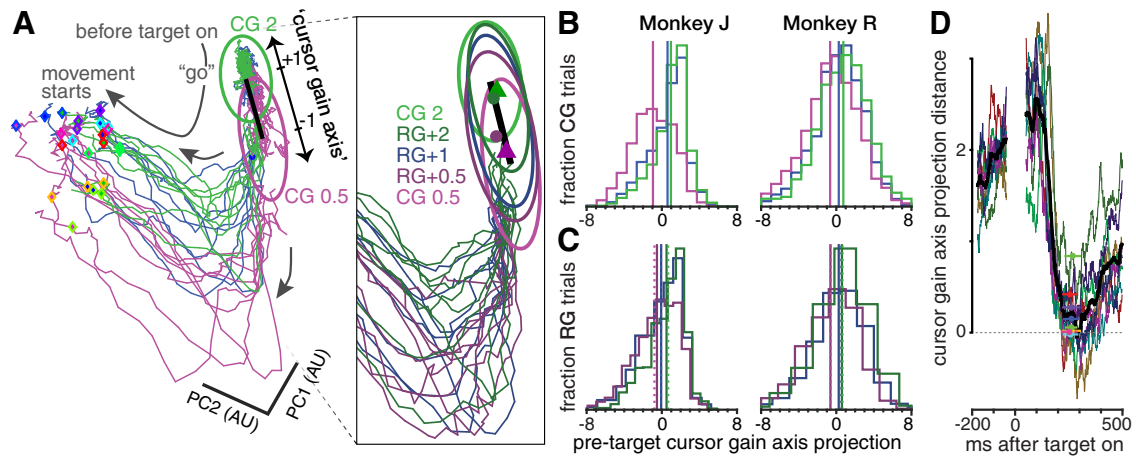 A
before target on
CG 2
'cursor gain axis'
+1
-1
"go"
movement
starts
CG 0.5
PC2 (AU)
PC1 (AU)
CG 2
RG+2
RG+1
RG+0.5
CG 0.5
B
Monkey J
Monkey R
fraction CG trials
-8
0
8
-8
0
8
C
fraction RG trials
Monkey J
Monkey R
-8
0
8
-8
0
8
pre-target cursor gain axis projection
D
cursor gain axis projection distance
2
0
-200
0
500
ms after target on